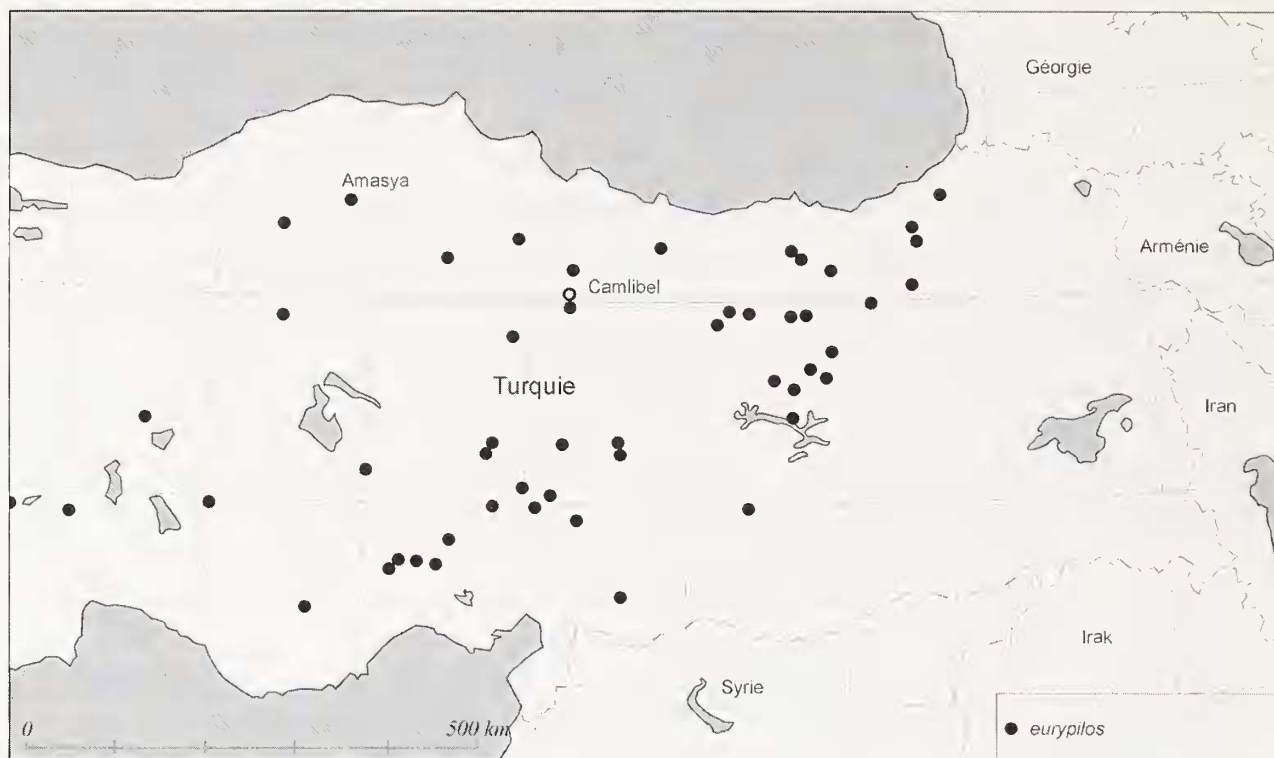 Géorgie
Amasya
Arménie
Camlibel
Turquie
Iran
Irak
Syrie
0 500 km
eurypilos